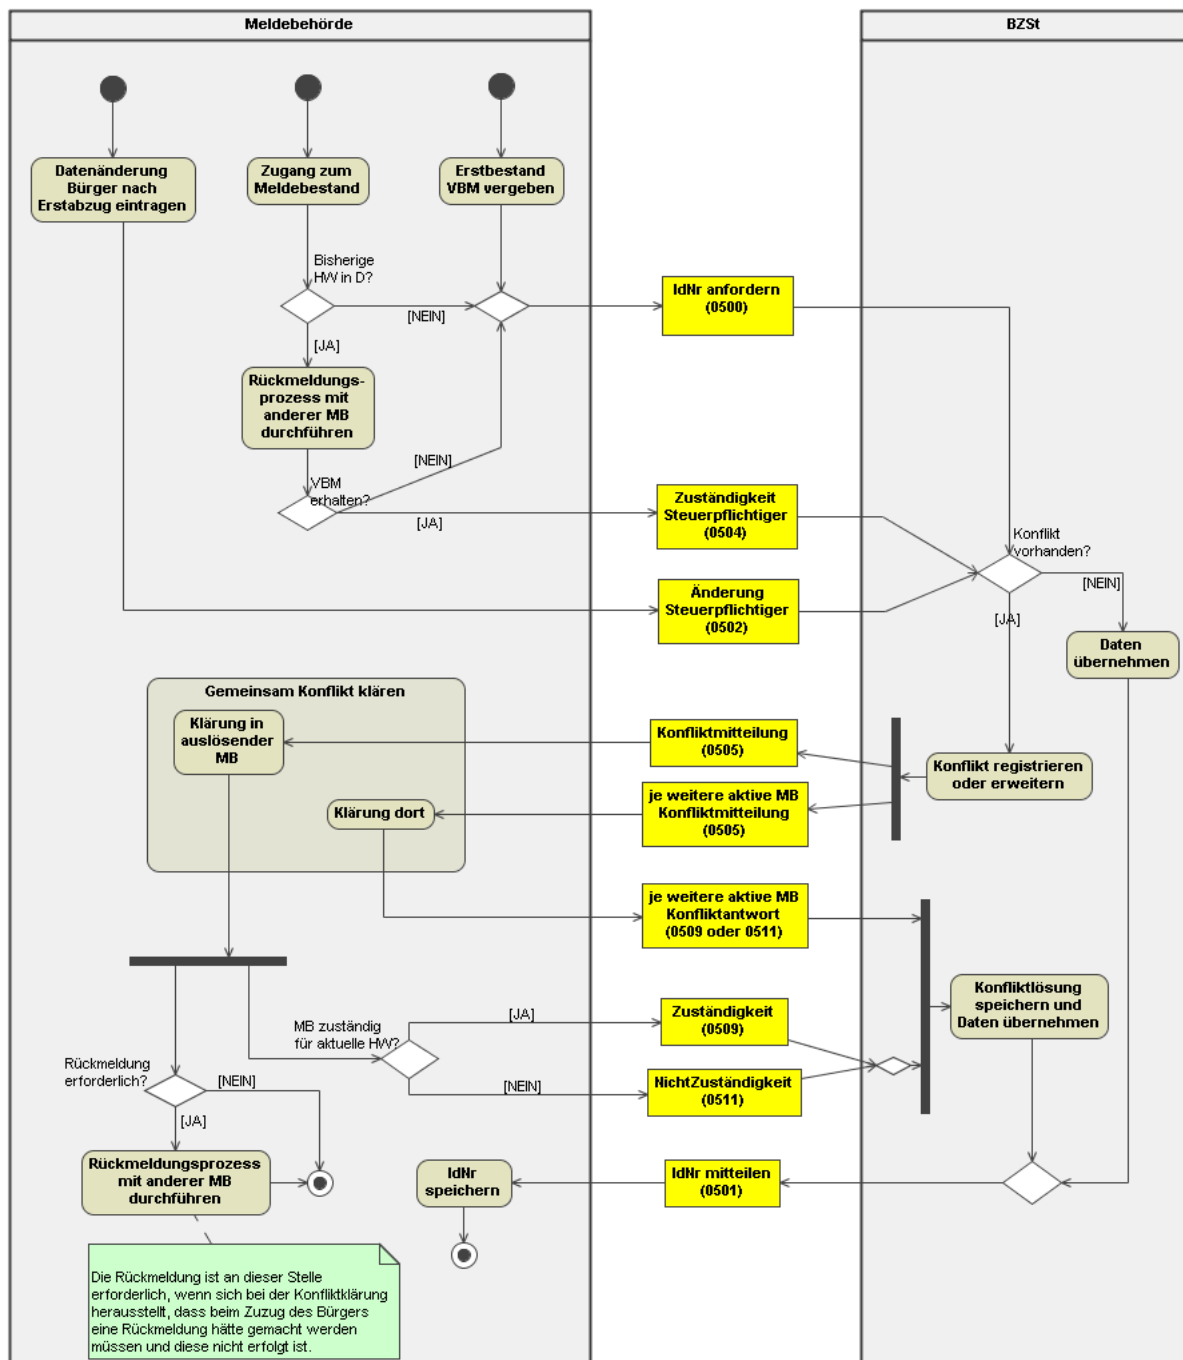 Meldebehörde
BZSt
Datenänderung
Bürger nach
Erstabzug eintragen
Zugang zum
Meldebestand
Erstbestand
VBM vergeben
Bisherige
HW in D?
[NEIN]
[JA]
IdNr anfordern
(0500)
Rückmeldungs-
prozess mit
anderer MB
durchführen
[NEIN]
VBM
erhalten?
[JA]
Zuständigkeit
Steuerpflichtiger
(0504)
Konflikt
vorhanden?
[NEIN]
[JA]
Änderung
Steuerpflichtiger
(0502)
Daten
übernehmen
Gemeinsam Konflikt klären
Klärung in
auslösender
MB
Konfliktmitteilung
(0505)
Konflikt registrieren
oder erweitern
Klärung dort
je weitere aktive MB
Konfliktmitteilung
(0505)
je weitere aktive MB
Konfliktantwort
(0509 oder 0511)
Konfliktlösung
speichern und
Daten übernehmen
MB zuständig
für aktuelle HW?
[JA]
Zuständigkeit
(0509)
[NEIN]
NichtZuständigkeit
(0511)
Rückmeldung
erforderlich?
[NEIN]
[JA]
Rückmeldungsprozess
mit anderer MB
durchführen
IdNr
speichern
IdNr mitteilen
(0501)
Die Rückmeldung ist an dieser Stelle
erforderlich, wenn sich bei der Konfliktklärung
herausstellt, dass beim Zuzug des Bürgers
eine Rückmeldung hätte gemacht werden
müssen und diese nicht erfolgt ist.